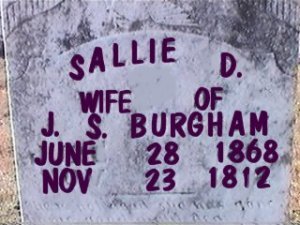 SALLIE D.
WIFE OF
J. S. BURGHAM
JUNE 28 1868
NOV 23 1812